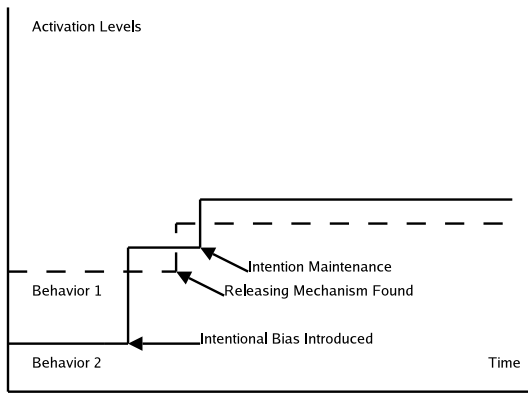 Activation Levels
Intention Maintenance
Behavior 1
Releasing Mechanism Found
Intentional Bias Introduced
Behavior 2
Time